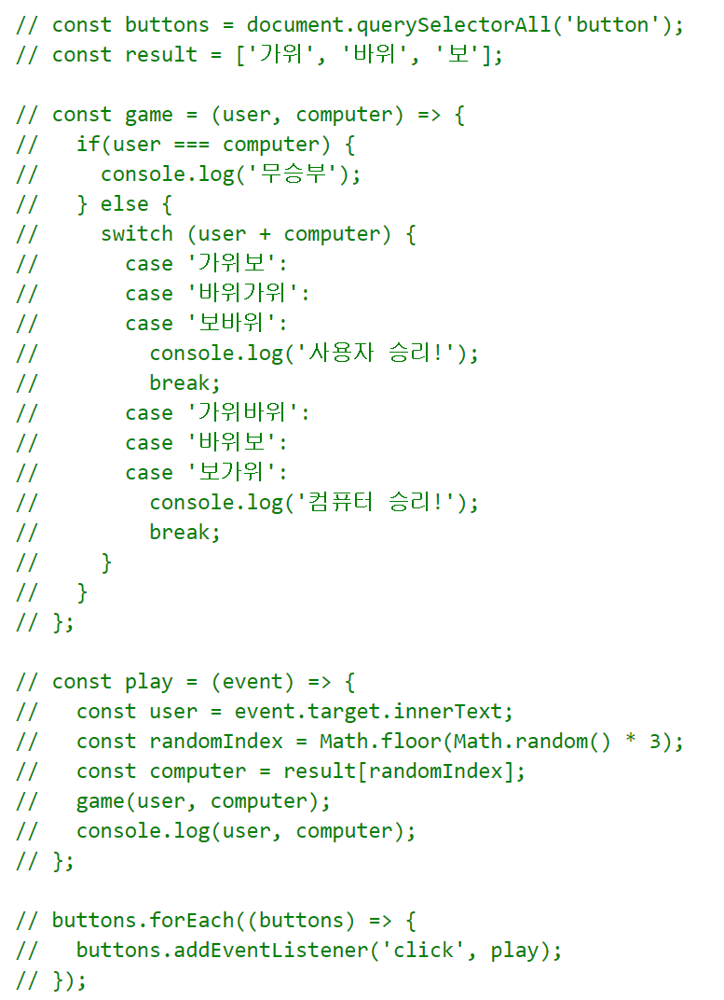 // const buttons = document.querySelectorAll('button');
// const result = ['가위', '바위', '보'];

// const game = (user, computer) => {
//   if(user === computer) {
//     console.log('무승부');
//   } else {
//     switch (user + computer) {
//       case '가위보':
//       case '바위가위':
//       case '보바위':
//         console.log('사용자 승리!');
//         break;
//       case '가위바위':
//       case '바위보':
//       case '보가위':
//         console.log('컴퓨터 승리!');
//         break;
//     }
//   }
// };

// const play = (event) => {
//   const user = event.target.innerText;
//   const randomIndex = Math.floor(Math.random() * 3);
//   const computer = result[randomIndex];
//   game(user, computer);
//   console.log(user, computer);
// };

// buttons.forEach((buttons) => {
//   buttons.addEventListener('click', play);
// });